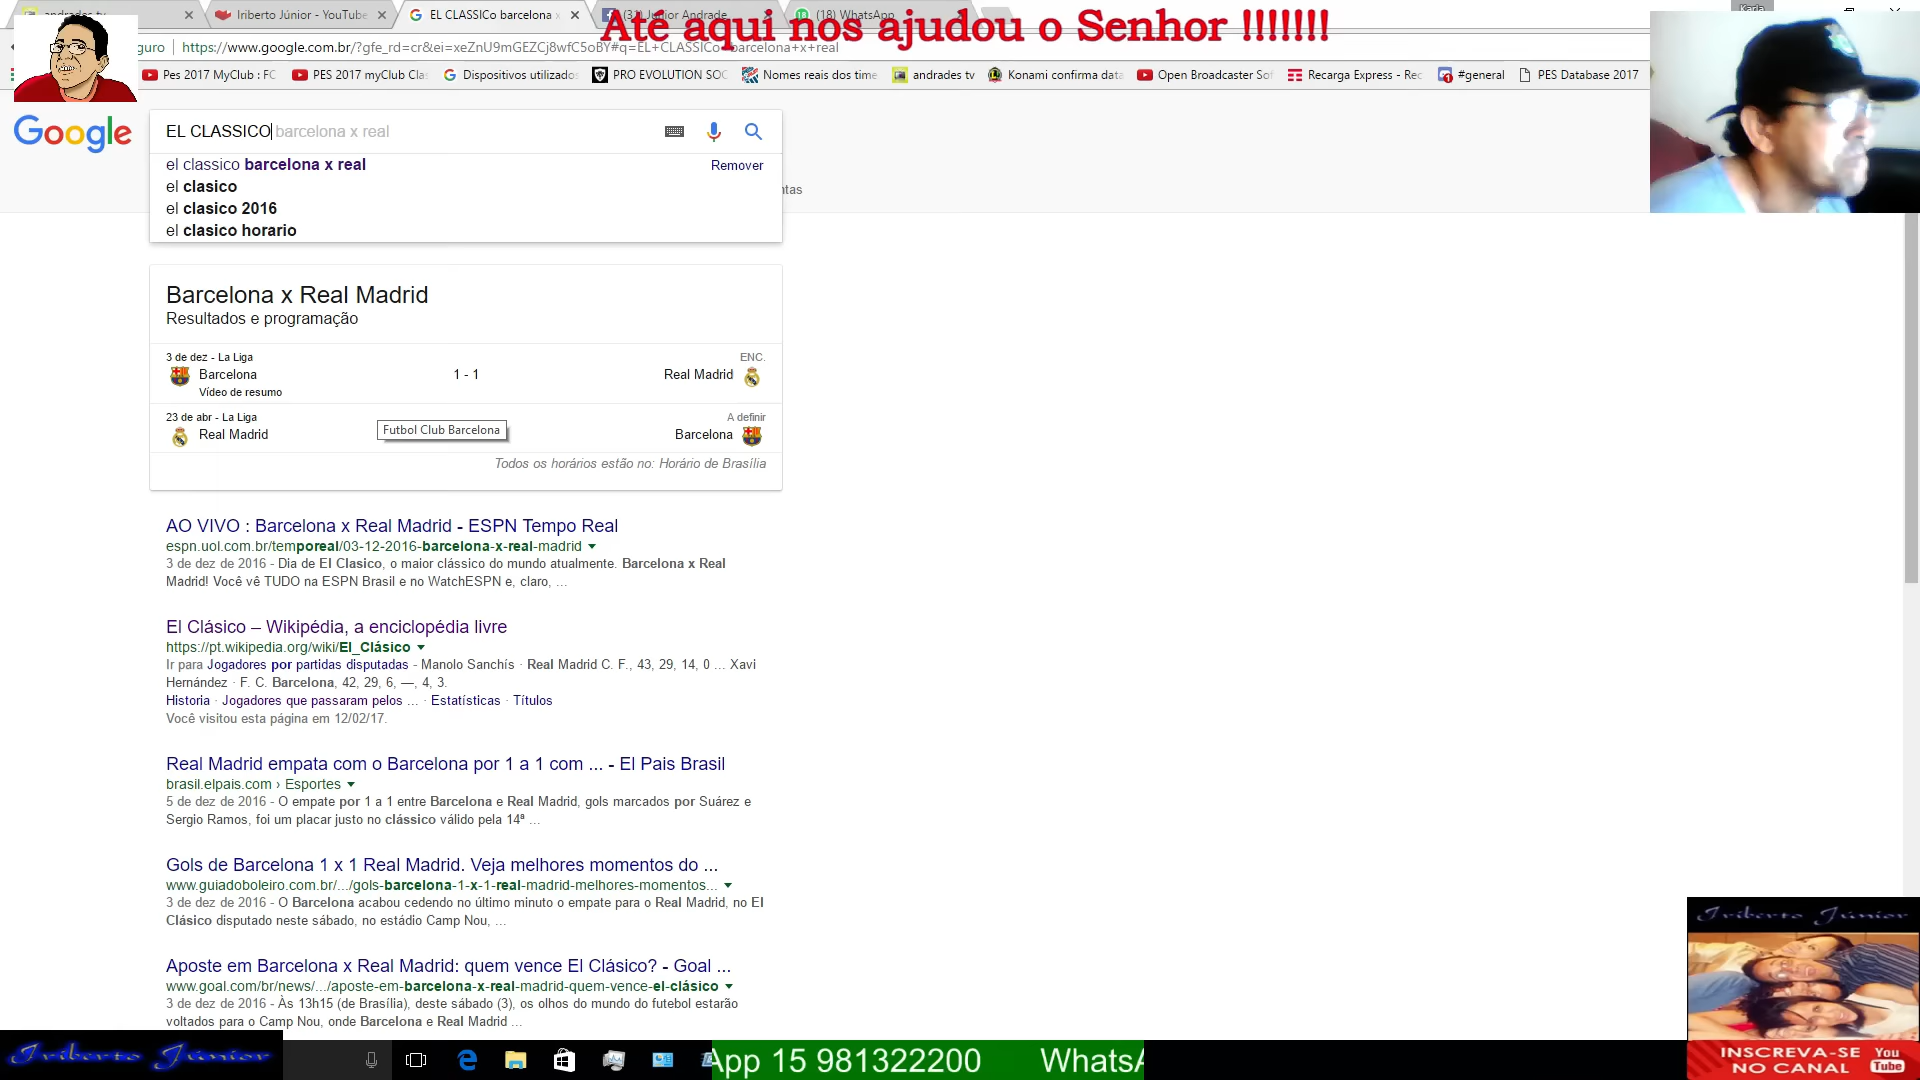 andrades tv
Iriberto Júnior - YouTube
EL CLASSICo barcelona x
(31) Junior Andrade
(18) WhatsApp
Karla
Até aqui nos ajudou o Senhor !!!!!!!
guro
https://www.google.com.br/?gfe_rd=cr&ei=xeZnU9mGEZCj8wfC5oBY#q=EL+CLASSICo+barcelona+x+real
Pes 2017 MyClub : FC
PES 2017 myClub Cla
Dispositivos utilizados
PRO EVOLUTION SOC
Nomes reais dos time
andrades tv
Konami confirma data
Open Broadcaster Sof
Recarga Express - Rec
#general
PES Database 2017
Google
EL CLASSICO barcelona x real
el classico barcelona x real
Remover
el clasico
el clasico 2016
el clasico horario
ntas
Barcelona x Real Madrid
Resultados e programação
3 de dez - La Liga
ENC.
Barcelona
1 - 1
Real Madrid
Vídeo de resumo
23 de abr - La Liga
A definir
Real Madrid
Futbol Club Barcelona
Barcelona
Todos os horários estão no: Horário de Brasília
AO VIVO : Barcelona x Real Madrid - ESPN Tempo Real
espn.uol.com.br/temporeal/03-12-2016-barcelona-x-real-madrid
3 de dez de 2016 - Dia de El Clasico, o maior clássico do mundo atualmente. Barcelona x Real
Madrid! Você vê TUDO na ESPN Brasil e no WatchESPN e, claro, ...
El Clásico – Wikipédia, a enciclopédia livre
https://pt.wikipedia.org/wiki/El_Clásico
Ir para Jogadores por partidas disputadas - Manolo Sanchís · Real Madrid C. F., 43, 29, 14, 0 ... Xavi
Hernández · F. C. Barcelona, 42, 29, 6, —, 4, 3.
Historia · Jogadores que passaram pelos ... · Estatísticas · Títulos
Você visitou esta página em 12/02/17.
Real Madrid empata com o Barcelona por 1 a 1 com ... - El Pais Brasil
brasil.elpais.com › Esportes
5 de dez de 2016 - O empate por 1 a 1 entre Barcelona e Real Madrid, gols marcados por Suárez e
Sergio Ramos, foi um placar justo no clássico válido pela 14ª ...
Gols de Barcelona 1 x 1 Real Madrid. Veja melhores momentos do ...
www.guiadoboleiro.com.br/.../gols-barcelona-1-x-1-real-madrid-melhores-momentos...
3 de dez de 2016 - O Barcelona acabou cedendo no último minuto o empate para o Real Madrid, no El
Clásico disputado neste sábado, no estádio Camp Nou, ...
Aposte em Barcelona x Real Madrid: quem vence El Clásico? - Goal ...
www.goal.com/br/news/.../aposte-em-barcelona-x-real-madrid-quem-vence-el-clásico
3 de dez de 2016 - Às 13h15 (de Brasília), deste sábado (3), os olhos do mundo do futebol estarão
voltados para o Camp Nou, onde Barcelona e Real Madrid ...
Iriberto Júnior
App 15 981322200 WhatsA
Iriberto Júnior
INSCREVA-SE
NO CANAL
You
Tube